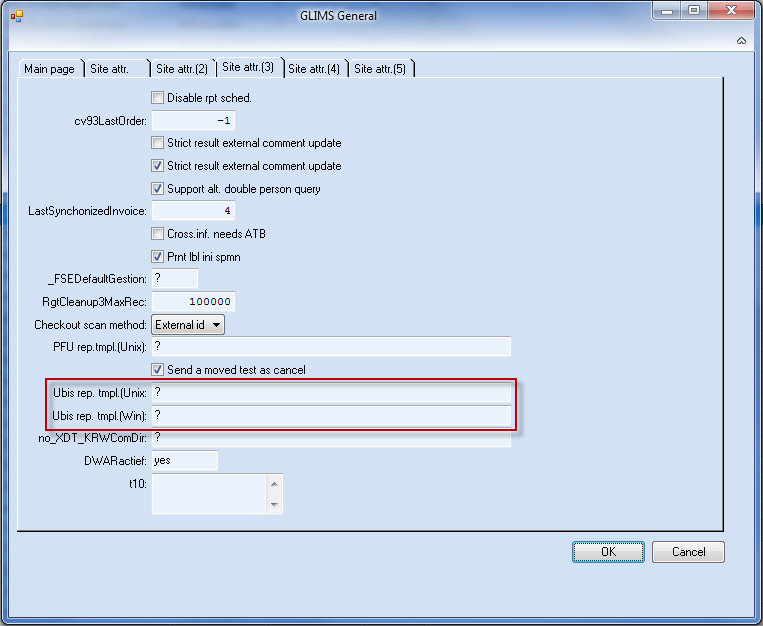 GLIMS General
Main page Site attr. Site attr.(2) Site attr.(3) Site attr.(4) Site attr.(5)
Disable rpt sched.
cv93LastOrder: -1
Strict result external comment update
Strict result external comment update
Support alt. double person query
LastSynchonizedInvoice: 4
Cross.inf. needs ATB
Prnt lbl ini spmn
_FSEDefaultGestion: ?
RgtCleanup3MaxRec: 100000
Checkout scan method: External id
PFU rep.tmpl.(Unix): ?
Send a moved test as cancel
Ubis rep. tmpl.(Unix: ?
Ubis rep. tmpl.(Win): ?
no_XDT_KRWComDir: ?
DWARactief: yes
t10:
OK Cancel